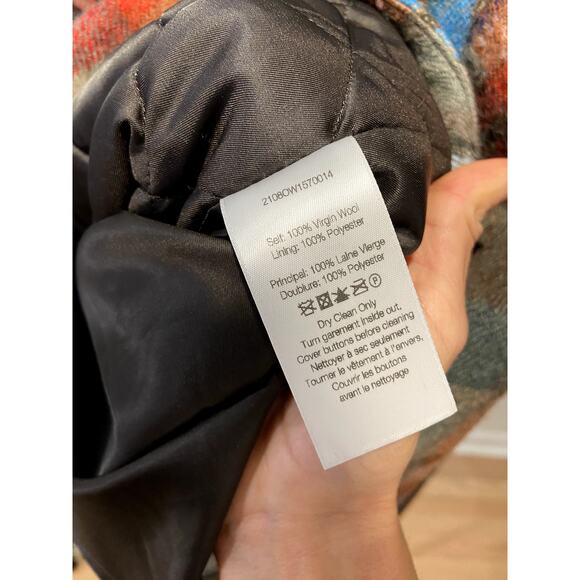 2108OW1570014
Self: 100% Virgin Wool
Lining: 100% Polyester
Principal: 100% Laine Vierge
Doublure: 100% Polyester
P
Dry Clean Only
Turn garement inside out,
Cover buttons before cleaning
Nettoyer à sec seulement
Tourner le vêtement à l'envers,
Couvrir les boutons
avant le nettoyage